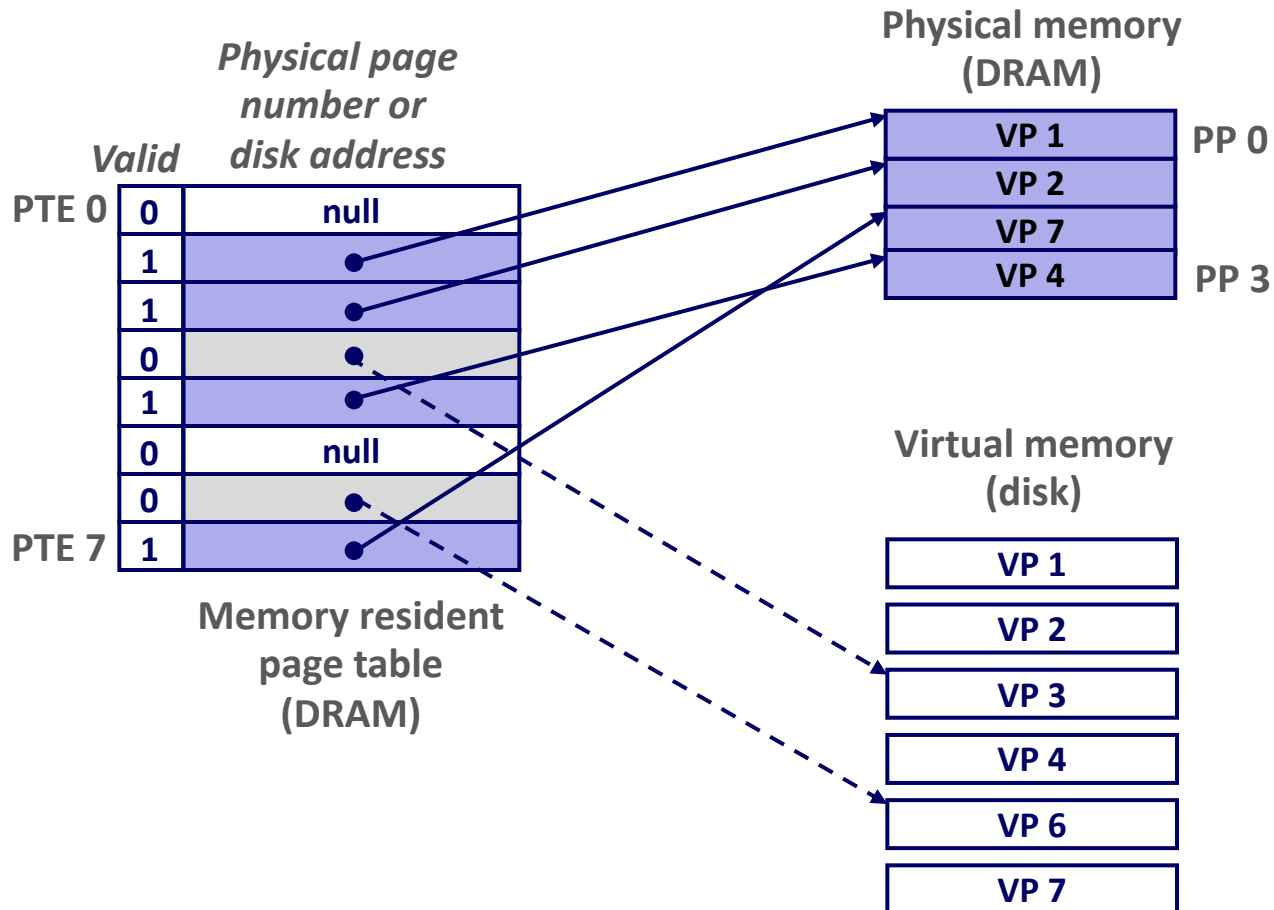 Physical page
number or
disk address
Valid
PTE 0
0
null
1
1
0
1
0
null
0
PTE 7
1
Memory resident
page table
(DRAM)
Physical memory
(DRAM)
VP 1
PP 0
VP 2
VP 7
VP 4
PP 3
Virtual memory
(disk)
VP 1
VP 2
VP 3
VP 4
VP 6
VP 7